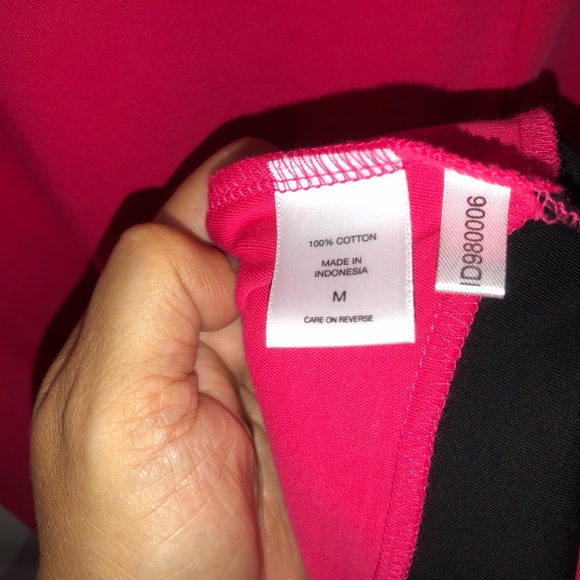 100% COTTON
MADE IN
INDONESIA
M
CARE ON REVERSE
ID980006